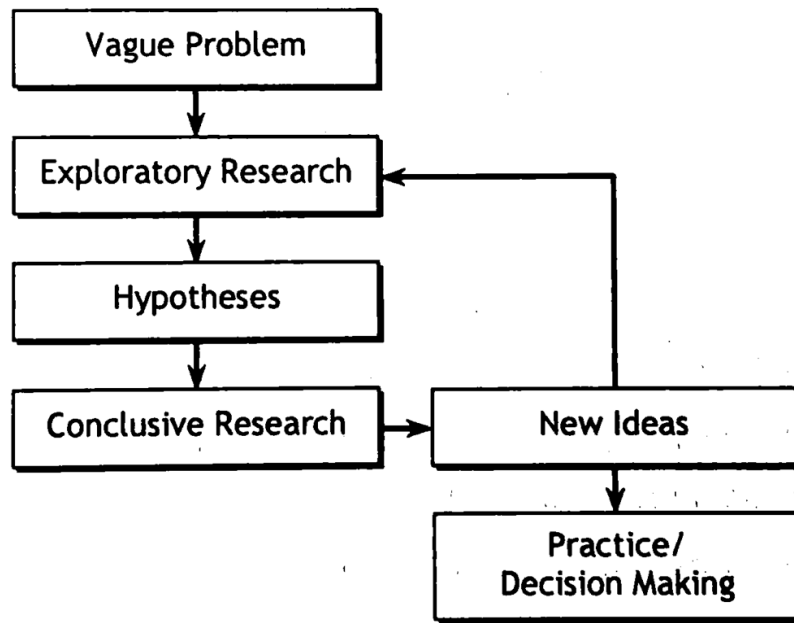 Vague Problem
Exploratory Research
Hypotheses
Conclusive Research
New Ideas
Practice/
Decision Making